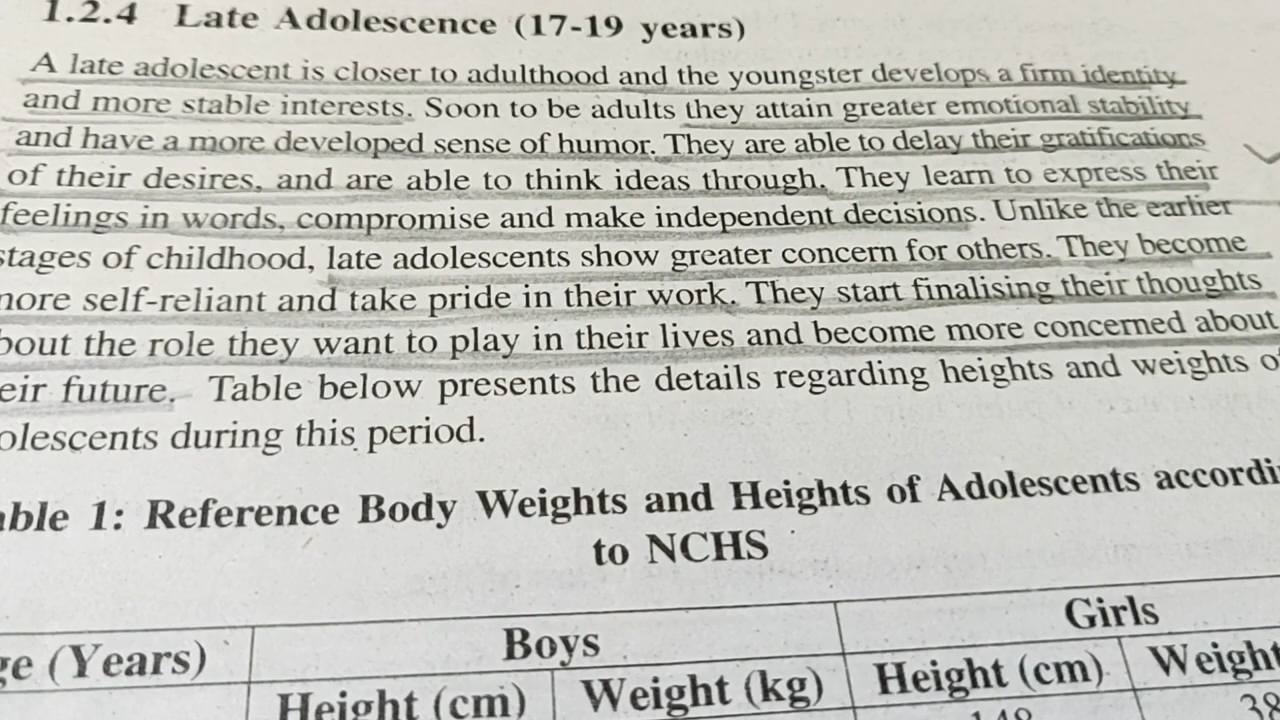 1.2.4 Late Adolescence (17-19 years)
A late adolescent is closer to adulthood and the youngster develops a firm identity
and more stable interests. Soon to be adults they attain greater emotional stability
and have a more developed sense of humor. They are able to delay their gratifications
of their desires, and are able to think ideas through. They learn to express their
feelings in words, compromise and make independent decisions. Unlike the earlier
stages of childhood, late adolescents show greater concern for others. They become
more self-reliant and take pride in their work. They start finalising their thoughts
bout the role they want to play in their lives and become more concerned about
eir future. Table below presents the details regarding heights and weights of
olescents during this period.
able 1: Reference Body Weights and Heights of Adolescents accordi
to NCHS
Boys Girls
ge (Years) Height (cm) Weight (kg) Height (cm) Weight
148 38